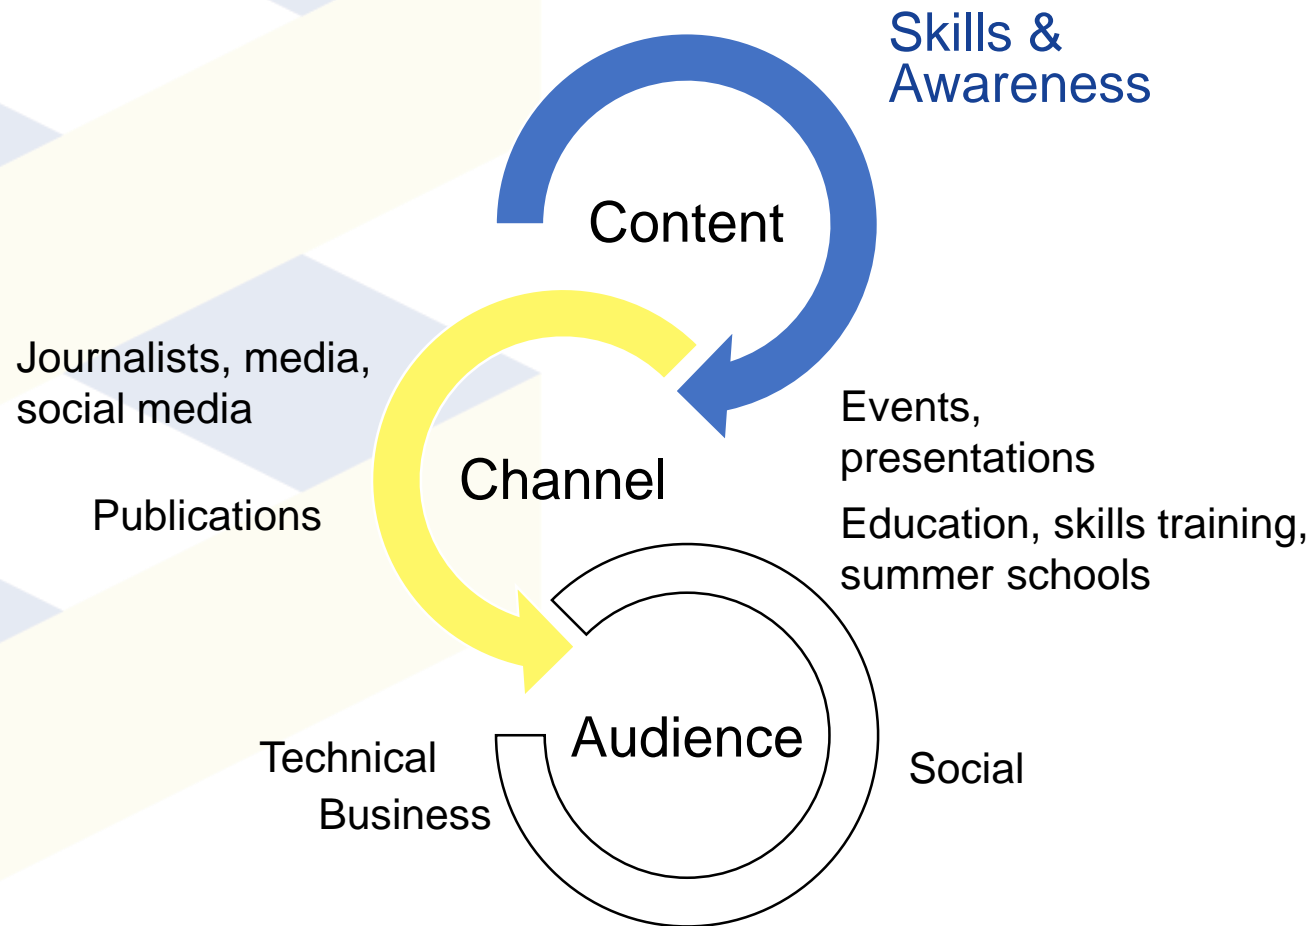 Skills &
Awareness
Content
Journalists, media,
social media
Events,
presentations
Channel
Publications
Education, skills training,
summer schools
Audience
Technical
Business
Social